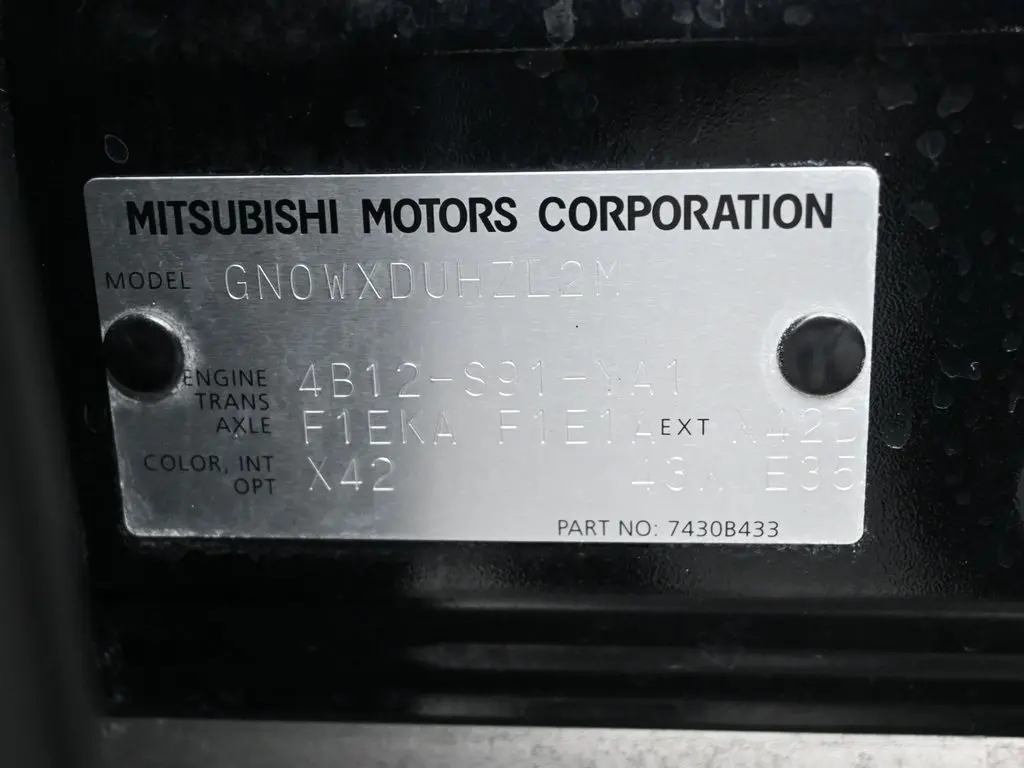 MITSUBISHI MOTORS CORPORATION
MODEL GN0WXDUHZL2M
ENGINE 4B12-S91-YA1
TRANS
AXLE F1EKA F1E1A EXT X42D
COLOR, INT X42 43A E35
OPT
PART NO: 7430B433